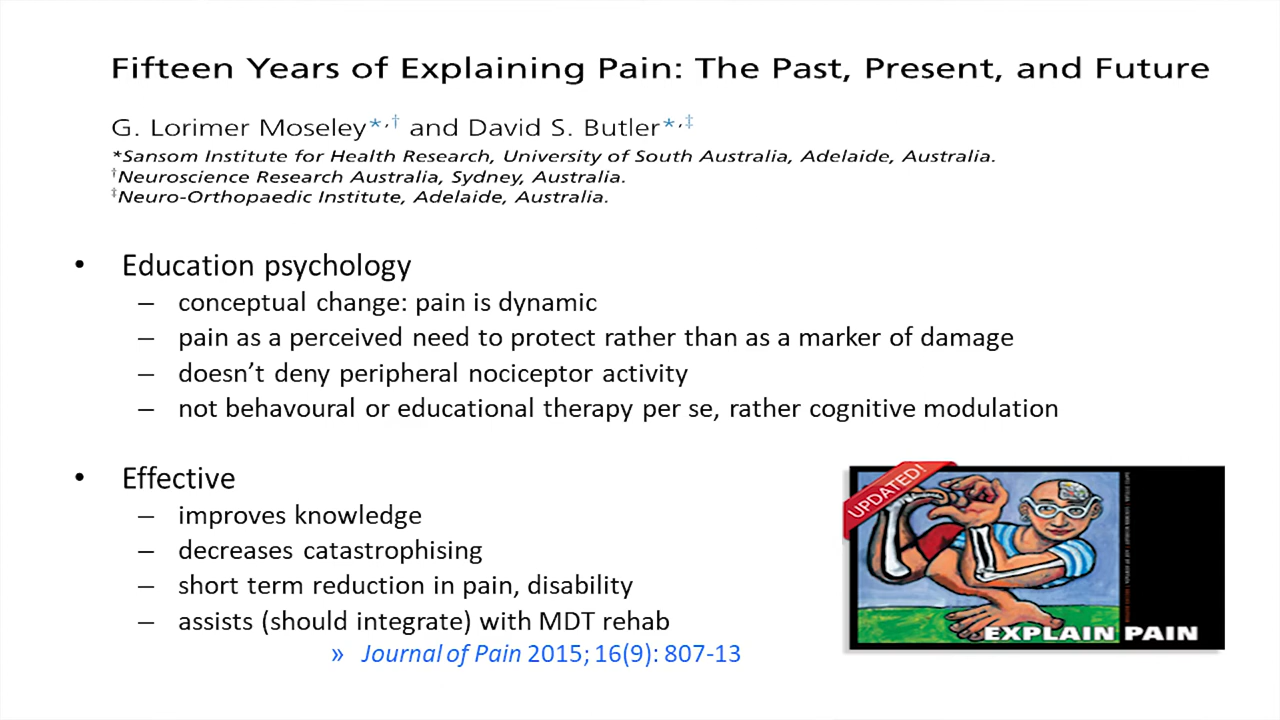 Fifteen Years of Explaining Pain: The Past, Present, and Future
G. Lorimer Moseley*,† and David S. Butler*,‡
*Sansom Institute for Health Research, University of South Australia, Adelaide, Australia.
†Neuroscience Research Australia, Sydney, Australia.
‡Neuro-Orthopaedic Institute, Adelaide, Australia.
• Education psychology
– conceptual change: pain is dynamic
– pain as a perceived need to protect rather than as a marker of damage
– doesn't deny peripheral nociceptor activity
– not behavoural or educational therapy per se, rather cognitive modulation
• Effective
– improves knowledge
– decreases catastrophising
– short term reduction in pain, disability
– assists (should integrate) with MDT rehab
» Journal of Pain 2015; 16(9): 807-13
UPDATED!
EXPLAIN PAIN